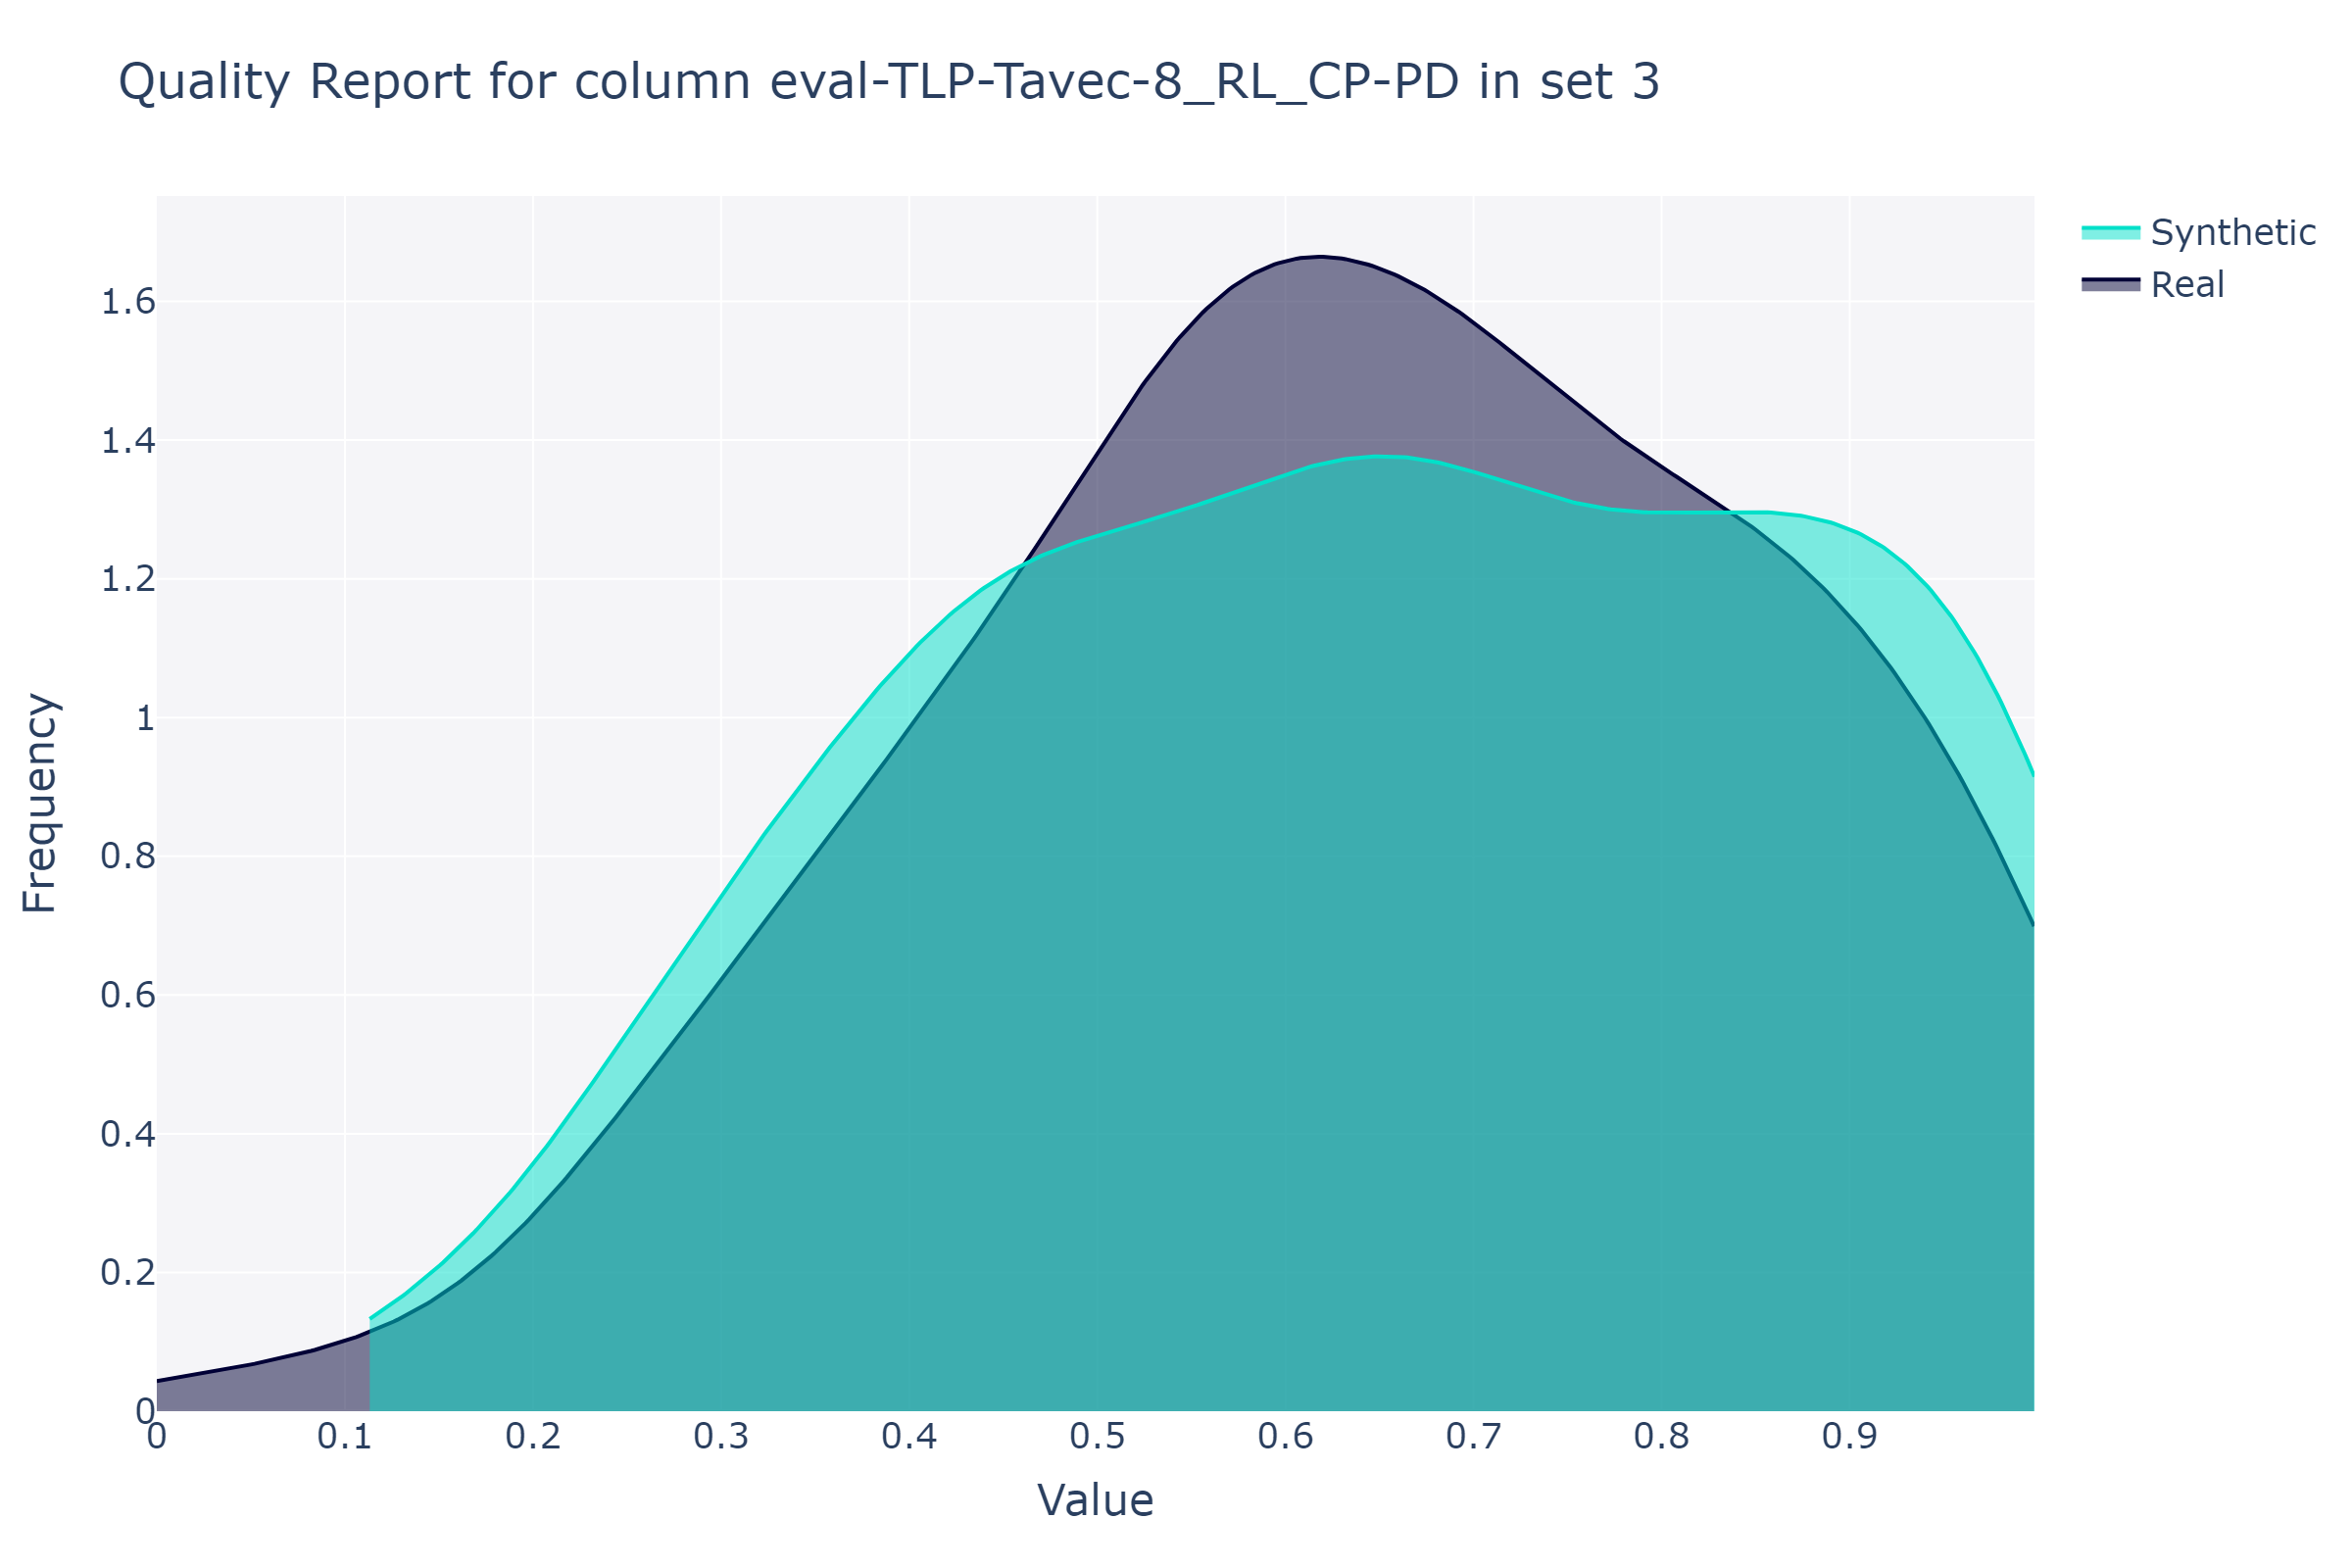 Quality Report for column eval-TLP-Tavec-8_RL_CP-PD in set 3
Synthetic
Real
1.6
1.4
1.2
1
0.8
0.6
0.4
0.2
0
Frequency
0 0.1 0.2 0.3 0.4 0.5 0.6 0.7 0.8 0.9
Value